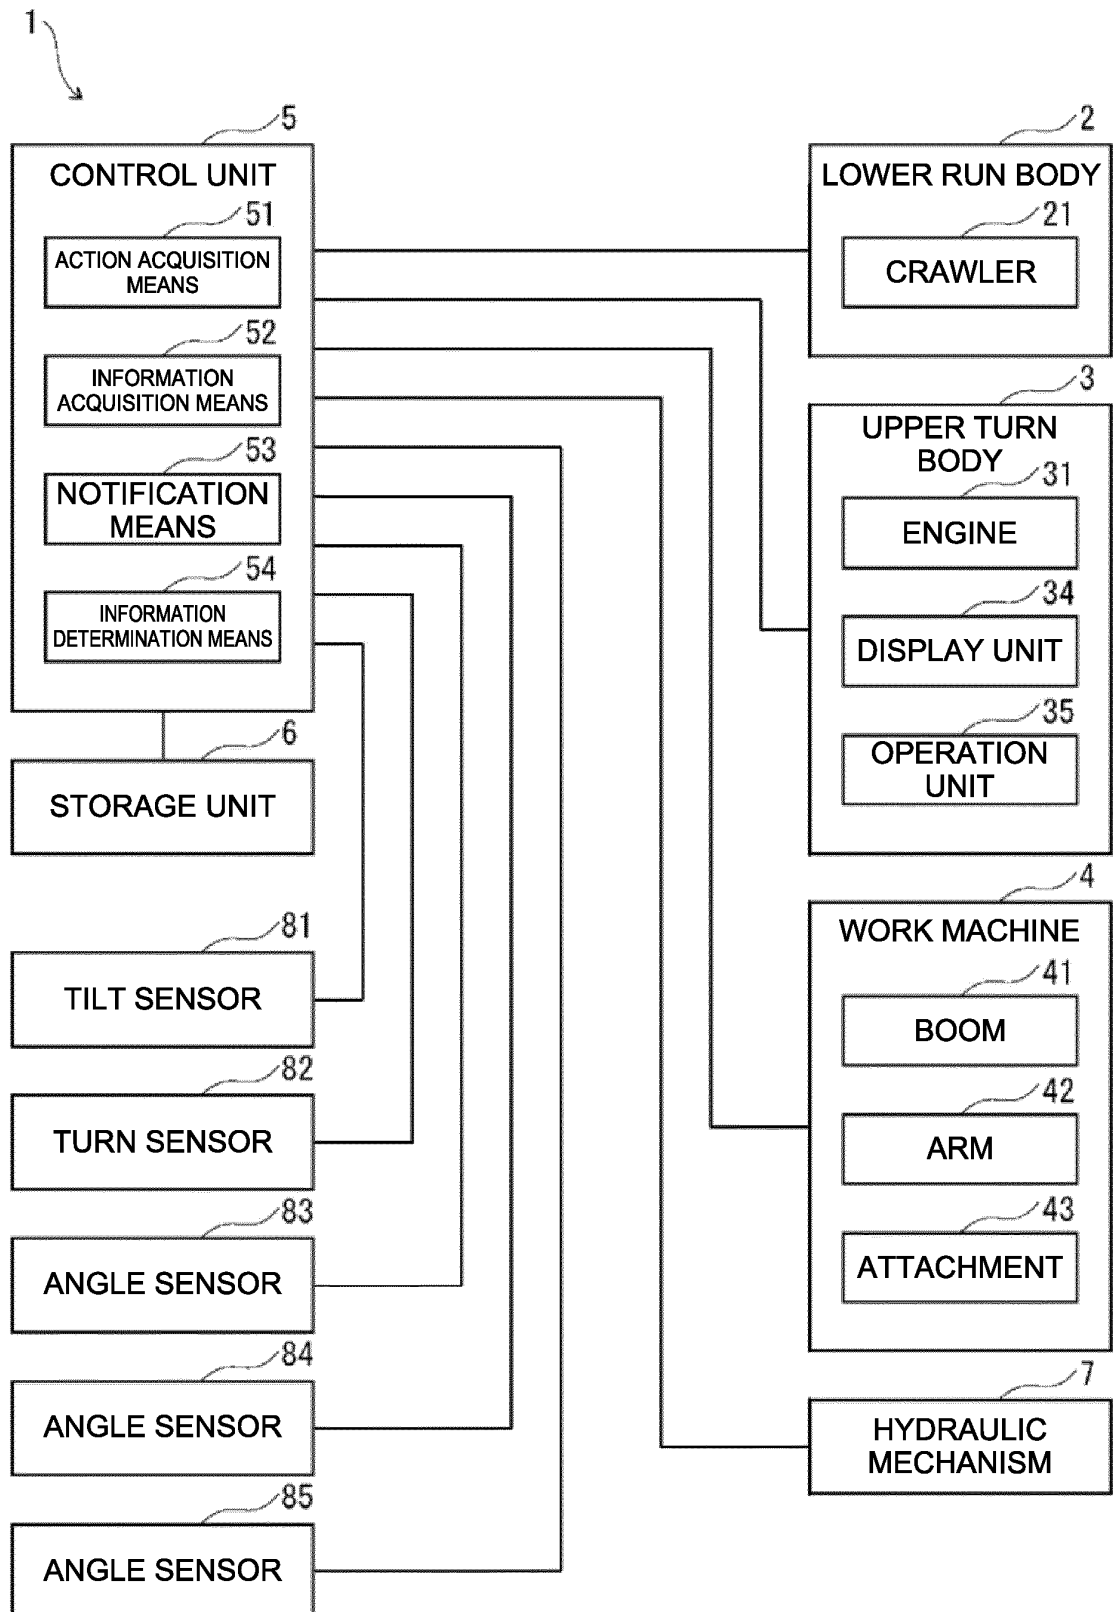 1
5
CONTROL UNIT
51
ACTION ACQUISITION
MEANS
52
INFORMATION
ACQUISITION MEANS
53
NOTIFICATION
MEANS
54
INFORMATION
DETERMINATION MEANS
6
STORAGE UNIT
81
TILT SENSOR
82
TURN SENSOR
83
ANGLE SENSOR
84
ANGLE SENSOR
85
ANGLE SENSOR
2
LOWER RUN BODY
21
CRAWLER
3
UPPER TURN
BODY
31
ENGINE
34
DISPLAY UNIT
35
OPERATION
UNIT
4
WORK MACHINE
41
BOOM
42
ARM
43
ATTACHMENT
7
HYDRAULIC
MECHANISM